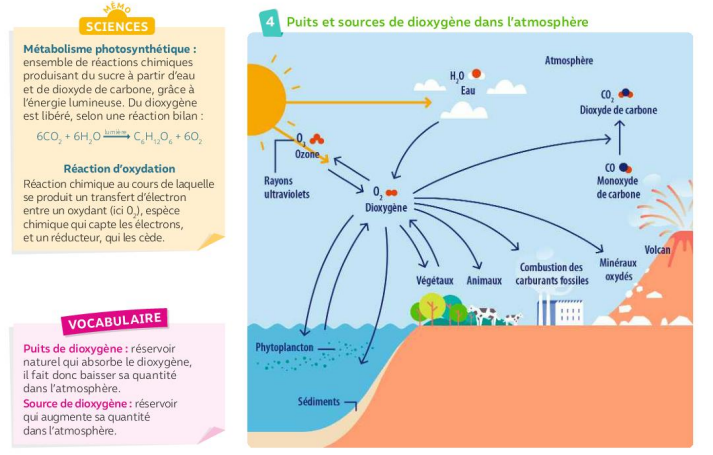 MÉMO
SCIENCES
Métabolisme photosynthétique :
ensemble de réactions chimiques
produisant du sucre à partir d'eau
et de dioxyde de carbone, grâce à
l'énergie lumineuse. Du dioxygène
est libéré, selon une réaction bilan :
lumière
6CO₂ + 6H₂O ⟶ C₆H₁₂O₆ + 6O₂
Réaction d'oxydation
Réaction chimique au cours de laquelle
se produit un transfert d'électron
entre un oxydant (ici O₂), espèce
chimique qui capte les électrons,
et un réducteur, qui les cède.
VOCABULAIRE
Puits de dioxygène : réservoir
naturel qui absorbe le dioxygène,
il fait donc baisser sa quantité
dans l'atmosphère.
Source de dioxygène : réservoir
qui augmente sa quantité
dans l'atmosphère.
4 Puits et sources de dioxygène dans l'atmosphère
Atmosphère
H₂O
Eau
CO₂
Dioxyde de carbone
O₃
Ozone
CO
Monoxyde
de carbone
Rayons
ultraviolets
O₂
Dioxygène
Volcan
Minéraux
oxydés
Combustion des
carburants fossiles
Végétaux
Animaux
Phytoplancton
Sédiments